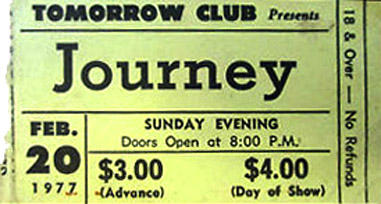 TOMORROW CLUB Presents
Journey
FEB.
20
1977
SUNDAY EVENING
Doors Open at 8:00 P.M.
$3.00
(Advance)
$4.00
(Day of Show)
18 & Over — No Refunds